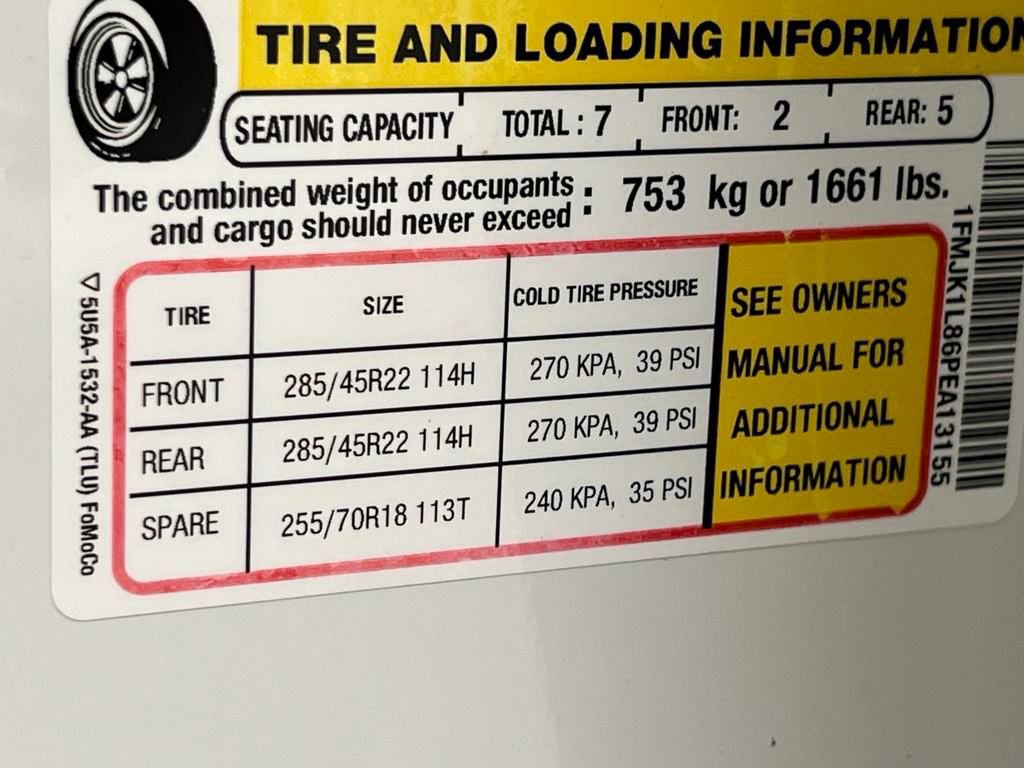 TIRE AND LOADING INFORMATION
SEATING CAPACITY TOTAL : 7 FRONT: 2 REAR: 5
The combined weight of occupants
and cargo should never exceed : 753 kg or 1661 lbs.
TIRE SIZE COLD TIRE PRESSURE
FRONT 285/45R22 114H 270 KPA, 39 PSI
REAR 285/45R22 114H 270 KPA, 39 PSI
SPARE 255/70R18 113T 240 KPA, 35 PSI
SEE OWNERS
MANUAL FOR
ADDITIONAL
INFORMATION
5U5A-1532-AA (TLU) FoMoCo
1FMJK1L86PEA13155